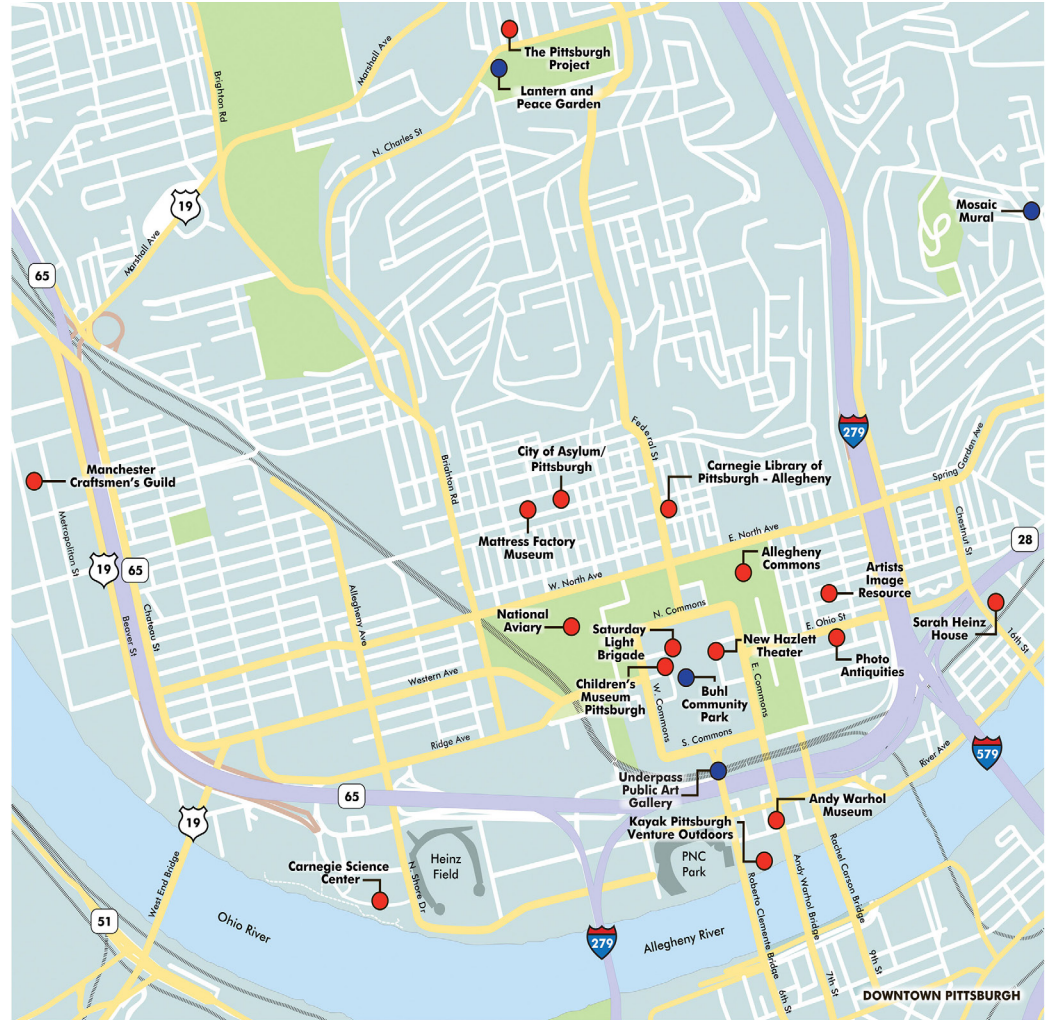 The Pittsburgh
Project
Lantern and
Peace Garden
Marshall Ave
Brighton Rd
N. Charles St
19
Mosaic
Mural
Marshall Ave
65
279
Federal St
Spring Garden Ave
City of Asylum/
Pittsburgh
Carnegie Library of
Pittsburgh - Allegheny
Manchester
Craftsmen's Guild
Brighton Rd
Mattress Factory
Museum
Metropolitan St
Chestnut St
E. North Ave
28
19
65
Allegheny
Commons
Artists
Image
Resource
W. North Ave
Allegheny Ave
Beaver St
Chateau St
N. Commons
National
Aviary
Saturday
Light
Brigade
New Hazlett
Theater
E. Ohio St
Sarah Heinz
House
16th St
Photo
Antiquities
Western Ave
Children's
Museum
Pittsburgh
W. Commons
Buhl
Community
Park
E. Commons
Ridge Ave
S. Commons
River Ave
579
Underpass
Public Art
Gallery
65
19
Andy Warhol
Museum
Kayak Pittsburgh
Venture Outdoors
Carnegie Science
Center
Heinz
Field
N. Shore Dr
PNC
Park
Rachel Carson Bridge
Andy Warhol Bridge
Roberto Clemente Bridge
West End Bridge
51
Ohio River
279
Allegheny River
9th St
7th St
6th St
DOWNTOWN PITTSBURGH